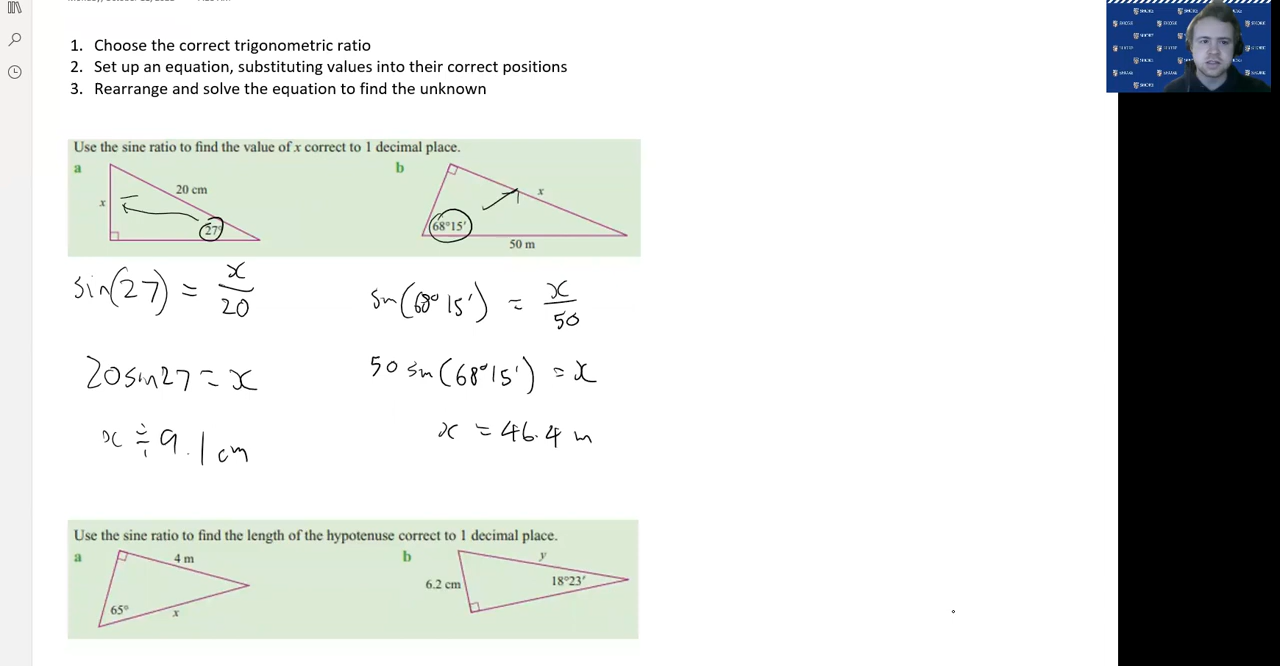 1. Choose the correct trigonometric ratio
2. Set up an equation, substituting values into their correct positions
3. Rearrange and solve the equation to find the unknown
Use the sine ratio to find the value of x correct to 1 decimal place.
a
20 cm
x
27°
b
x
68°15′
50 m
sin(27) = x/20
20sin27 = x
x ≑ 9.1 cm
sin(68°15') = x/50
50 sin(68°15') = x
x = 46.4 m
Use the sine ratio to find the length of the hypotenuse correct to 1 decimal place.
a
4 m
65°
x
b
y
6.2 cm
18°23′